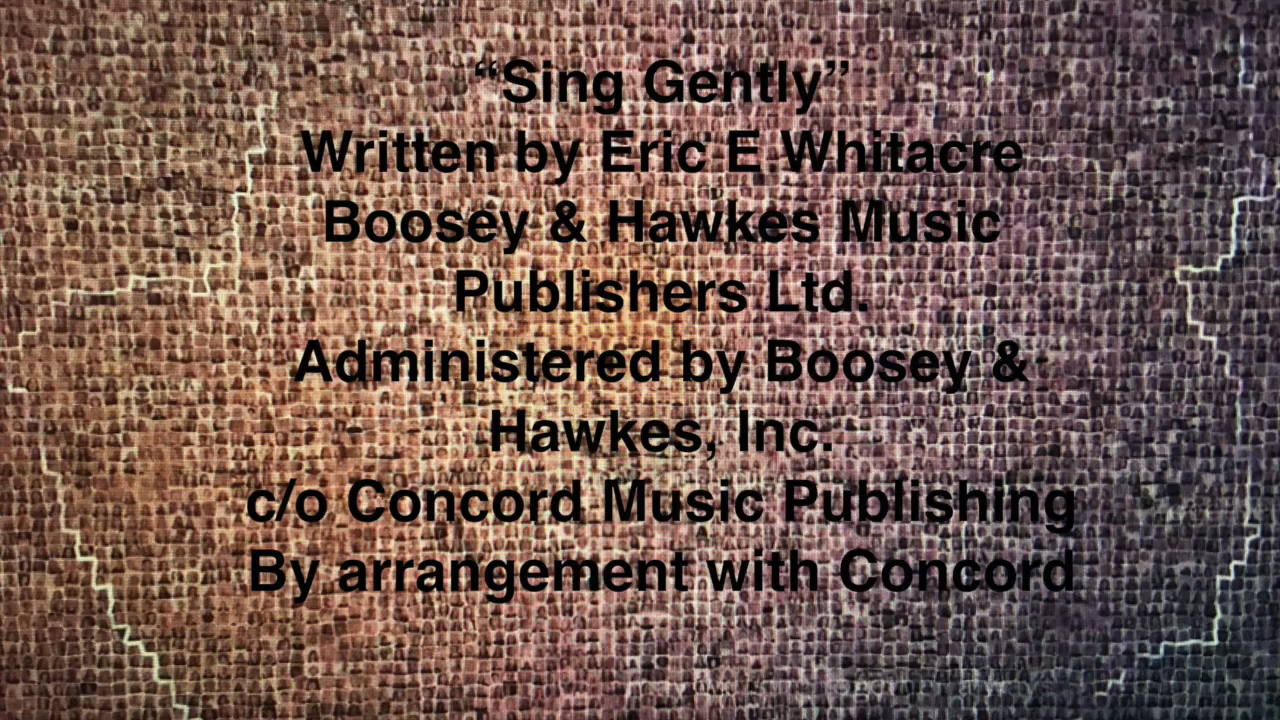 “Sing Gently”
Written by Eric E Whitacre
Boosey & Hawkes Music
Publishers Ltd.
Administered by Boosey &
Hawkes, Inc.
c/o Concord Music Publishing
By arrangement with Concord